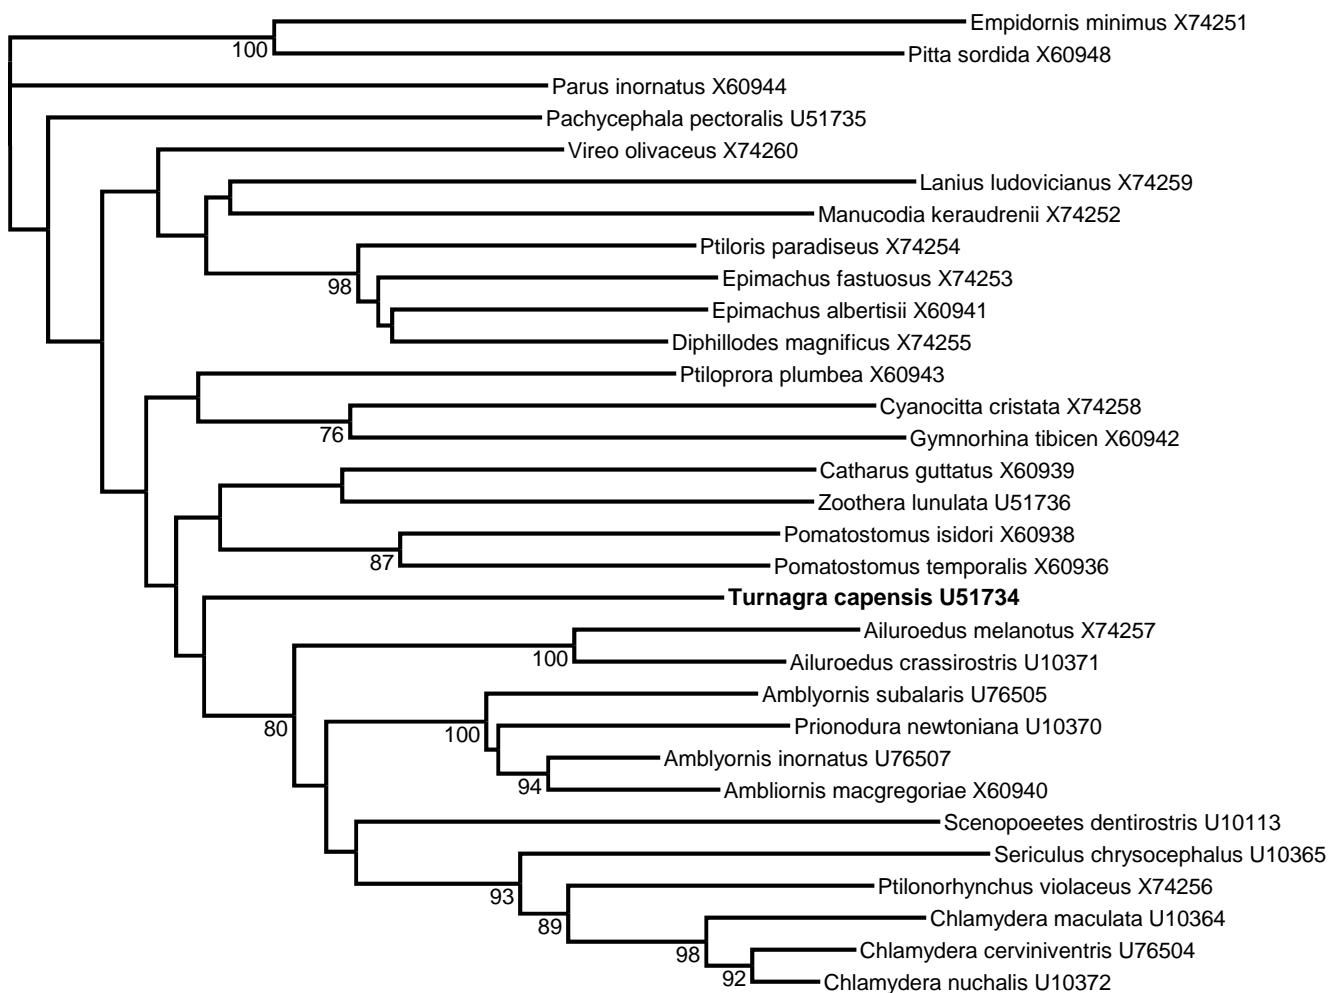 Empidornis minimus X74251
100
Pitta sordida X60948
Parus inornatus X60944
Pachycephala pectoralis U51735
Vireo olivaceus X74260
Lanius ludovicianus X74259
Manucodia keraudrenii X74252
Ptiloris paradiseus X74254
98
Epimachus fastuosus X74253
Epimachus albertisii X60941
Diphillodes magnificus X74255
Ptiloprora plumbea X60943
Cyanocitta cristata X74258
76
Gymnorhina tibicen X60942
Catharus guttatus X60939
Zoothera lunulata U51736
Pomatostomus isidori X60938
87
Pomatostomus temporalis X60936
Turnagra capensis U51734
Ailuroedus melanotus X74257
100
Ailuroedus crassirostris U10371
Amblyornis subalaris U76505
80
100
Prionodura newtoniana U10370
Amblyornis inornatus U76507
94
Ambliornis macgregoriae X60940
Scenopoeetes dentirostris U10113
Sericulus chrysocephalus U10365
93
Ptilonorhynchus violaceus X74256
89
Chlamydera maculata U10364
98
Chlamydera cerviniventris U76504
92
Chlamydera nuchalis U10372